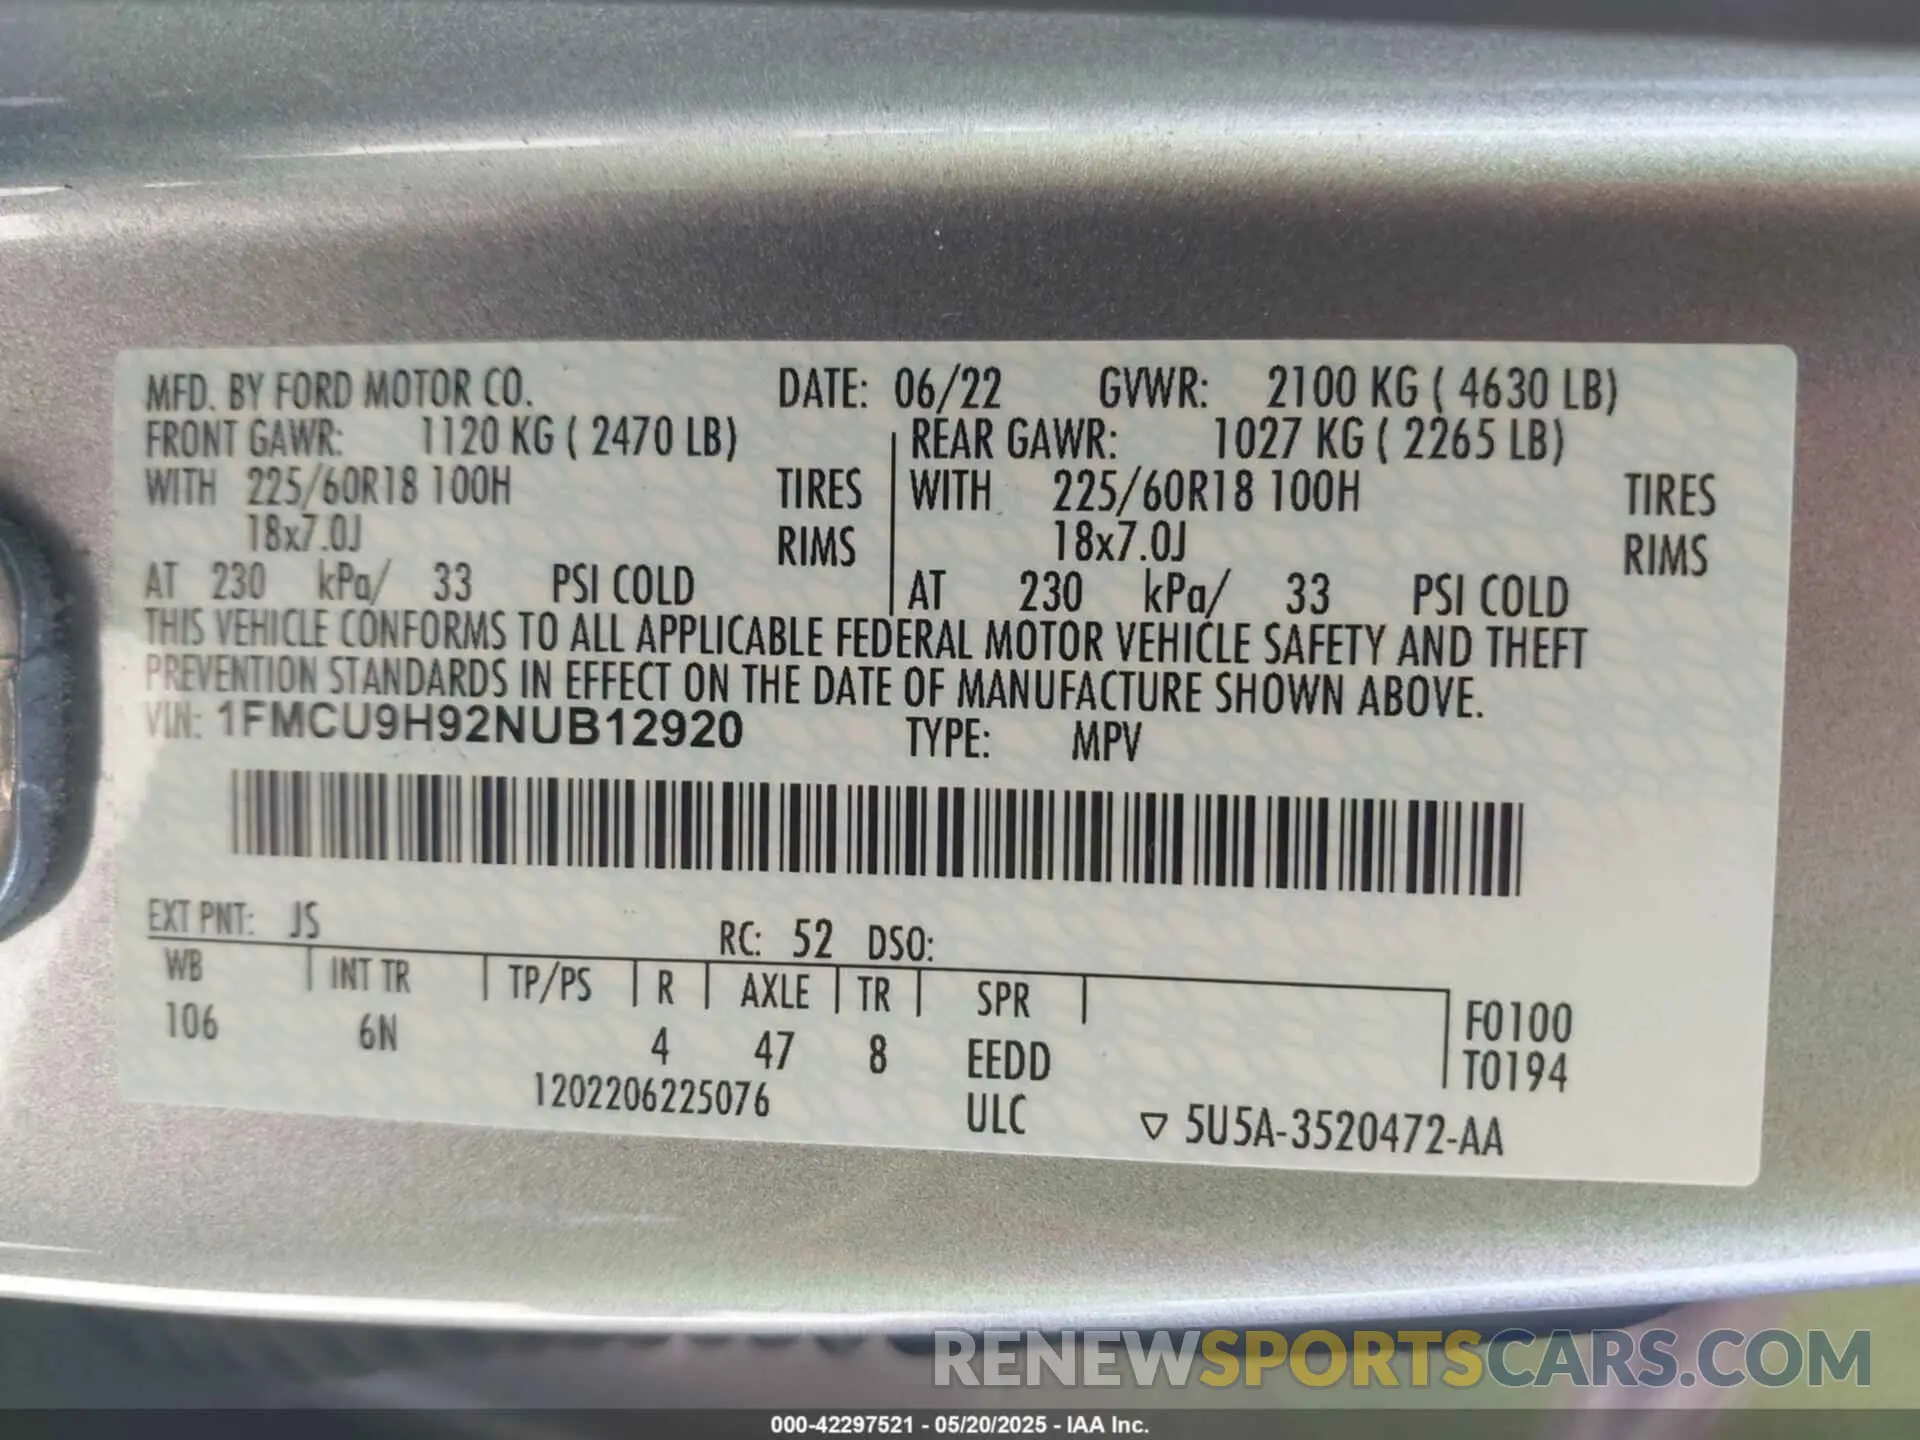 MFD. BY FORD MOTOR CO. DATE: 06/22 GVWR: 2100 KG ( 4630 LB)
FRONT GAWR: 1120 KG ( 2470 LB) REAR GAWR: 1027 KG ( 2265 LB)
WITH 225/60R18 100H TIRES WITH 225/60R18 100H TIRES
18x7.0J RIMS 18x7.0J RIMS
AT 230 kPa/ 33 PSI COLD AT 230 kPa/ 33 PSI COLD
THIS VEHICLE CONFORMS TO ALL APPLICABLE FEDERAL MOTOR VEHICLE SAFETY AND THEFT
PREVENTION STANDARDS IN EFFECT ON THE DATE OF MANUFACTURE SHOWN ABOVE.
VIN: 1FMCU9H92NUB12920 TYPE: MPV
EXT PNT: JS RC: 52 DSO:
WB INT TR TP/PS R AXLE TR SPR F0100
106 6N 4 47 8 EEDD T0194
1202206225076 ULC ▽ 5U5A-3520472-AA
RENEWSPORTSCARS.COM
000-42297521 - 05/20/2025 - IAA Inc.